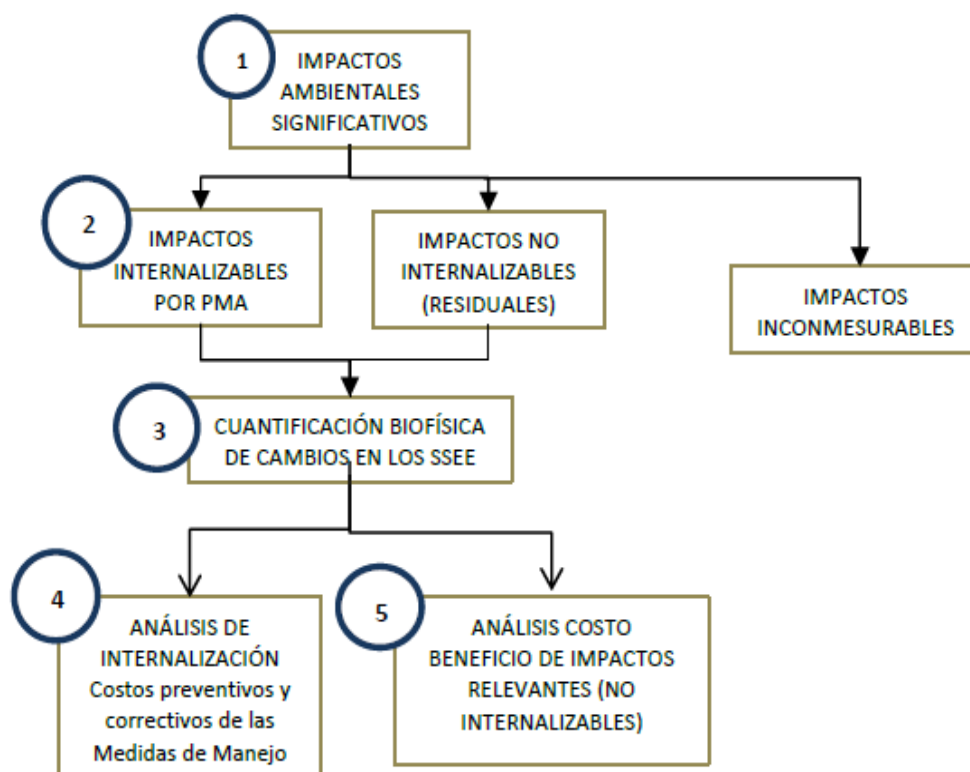 1
IMPACTOS
AMBIENTALES
SIGNIFICATIVOS
2
IMPACTOS
INTERNALIZABLES
POR PMA
IMPACTOS NO
INTERNALIZABLES
(RESIDUALES)
IMPACTOS
INCONMESURABLES
3
CUANTIFICACIÓN BIOFÍSICA
DE CAMBIOS EN LOS SSEE
4
ANÁLISIS DE
INTERNALIZACIÓN
Costos preventivos y
correctivos de las
Medidas de Manejo
5
ANÁLISIS COSTO
BENEFICIO DE IMPACTOS
RELEVANTES (NO
INTERNALIZABLES)